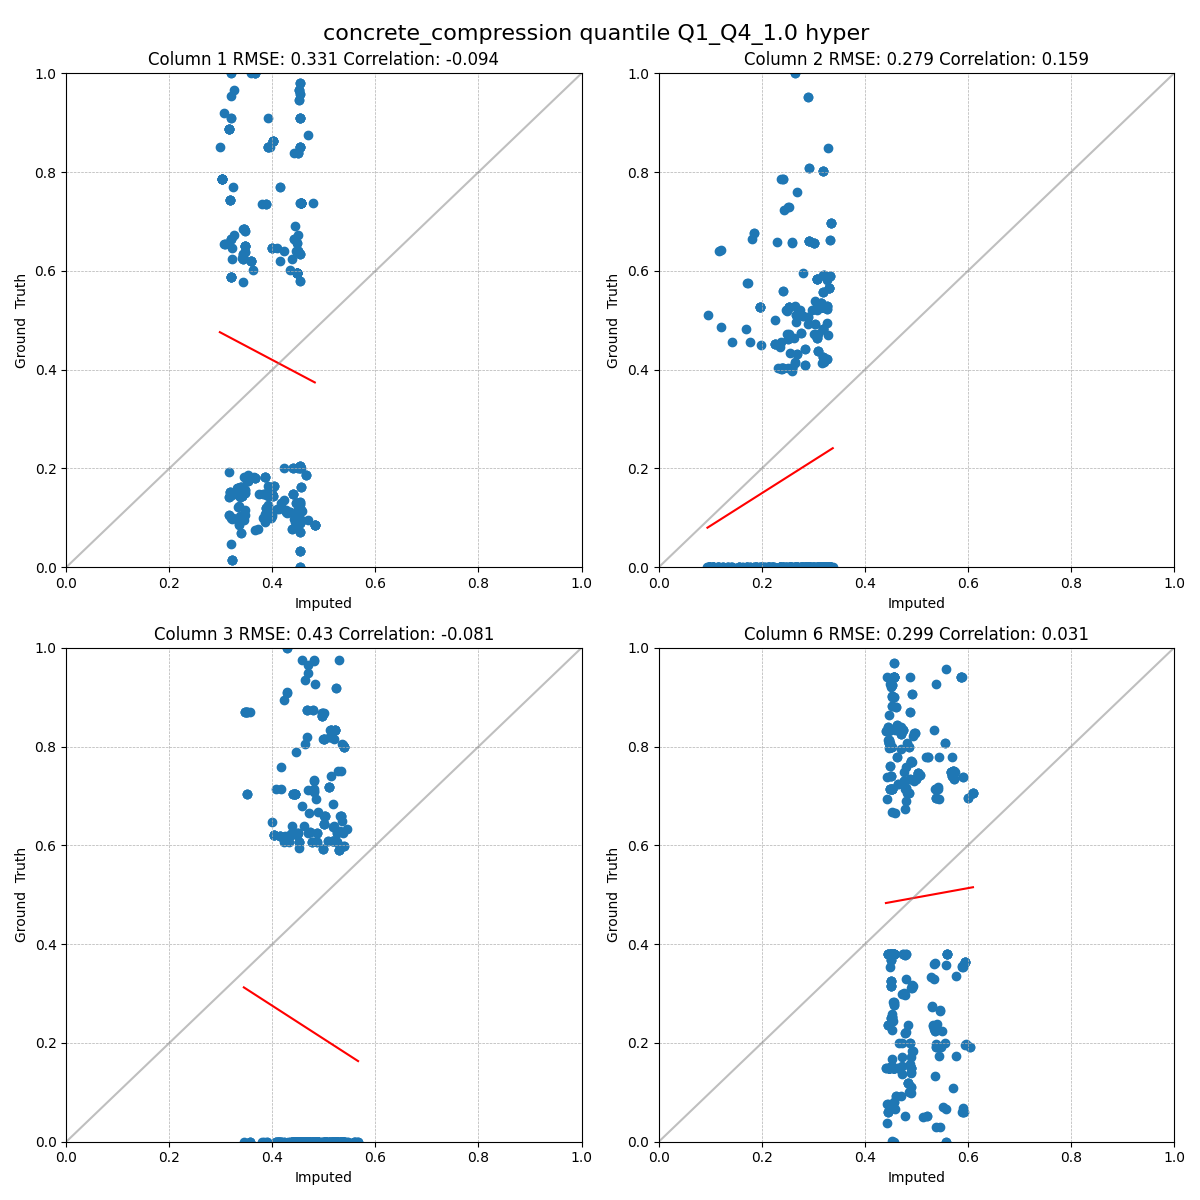 concrete_compression quantile Q1_Q4_1.0 hyper
Column 1 RMSE: 0.331 Correlation: -0.094
1.0
0.8
0.6
0.4
0.2
0.0
Ground Truth
0.0 0.2 0.4 0.6 0.8 1.0
Imputed
Column 2 RMSE: 0.279 Correlation: 0.159
1.0
0.8
0.6
0.4
0.2
0.0
Ground Truth
0.0 0.2 0.4 0.6 0.8 1.0
Imputed
Column 3 RMSE: 0.43 Correlation: -0.081
1.0
0.8
0.6
0.4
0.2
0.0
Ground Truth
0.0 0.2 0.4 0.6 0.8 1.0
Imputed
Column 6 RMSE: 0.299 Correlation: 0.031
1.0
0.8
0.6
0.4
0.2
0.0
Ground Truth
0.0 0.2 0.4 0.6 0.8 1.0
Imputed